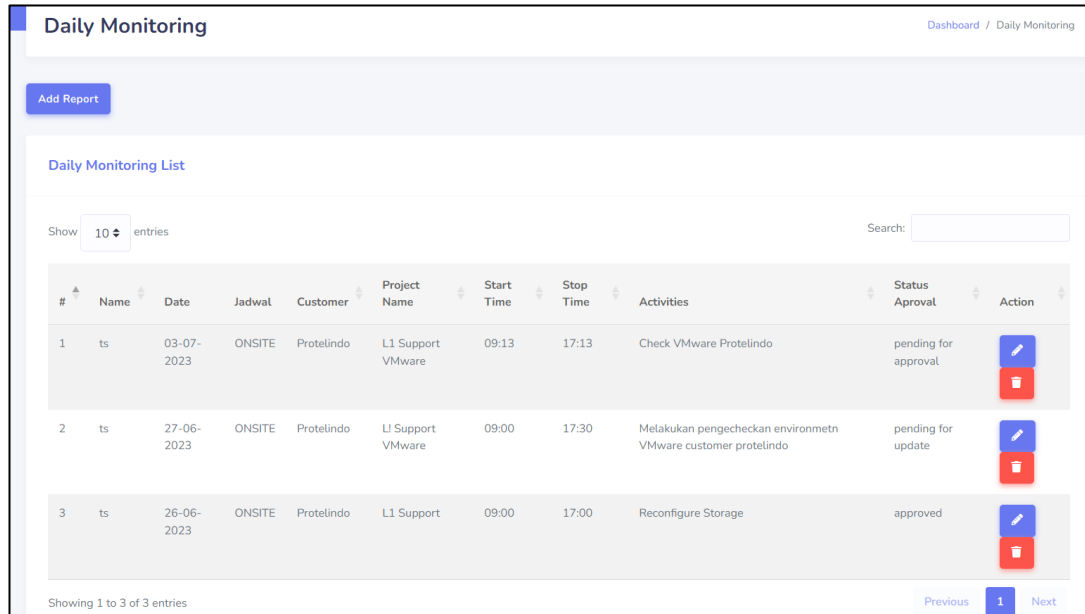 Daily Monitoring
Dashboard / Daily Monitoring
Add Report
Daily Monitoring List
Show 10 entries
Search:
# Name Date Jadwal Customer Project Name Start Time Stop Time Activities Status Aproval Action
1 ts 03-07-2023 ONSITE Protelindo L1 Support VMware 09:13 17:13 Check VMware Protelindo pending for approval
2 ts 27-06-2023 ONSITE Protelindo L! Support VMware 09:00 17:30 Melakukan pengecheckan environmetn VMware customer protelindo pending for update
3 ts 26-06-2023 ONSITE Protelindo L1 Support 09:00 17:00 Reconfigure Storage approved
Showing 1 to 3 of 3 entries
Previous 1 Next